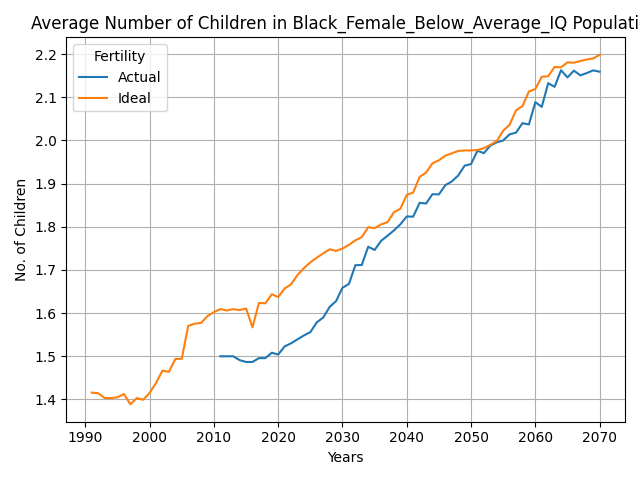 Average Number of Children in Black_Female_Below_Average_IQ Populati
Fertility
Actual
Ideal
No. of Children
2.2
2.1
2.0
1.9
1.8
1.7
1.6
1.5
1.4
1990 2000 2010 2020 2030 2040 2050 2060 2070
Years